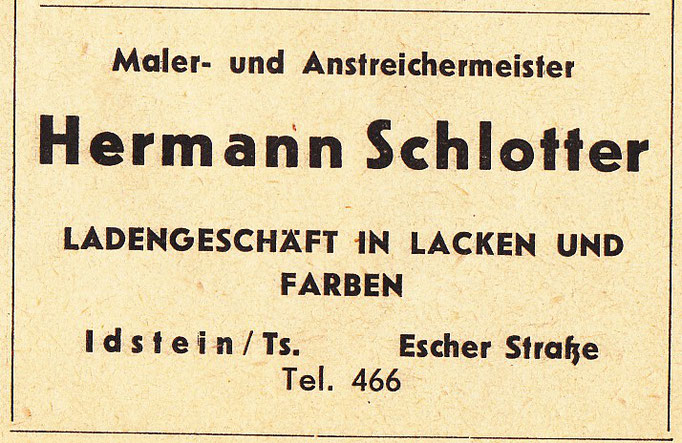 Maler- und Anstreichermeister
Hermann Schlotter
LADENGESCHÄFT IN LACKEN UND
FARBEN
Idstein/Ts. Escher Straße
Tel. 466